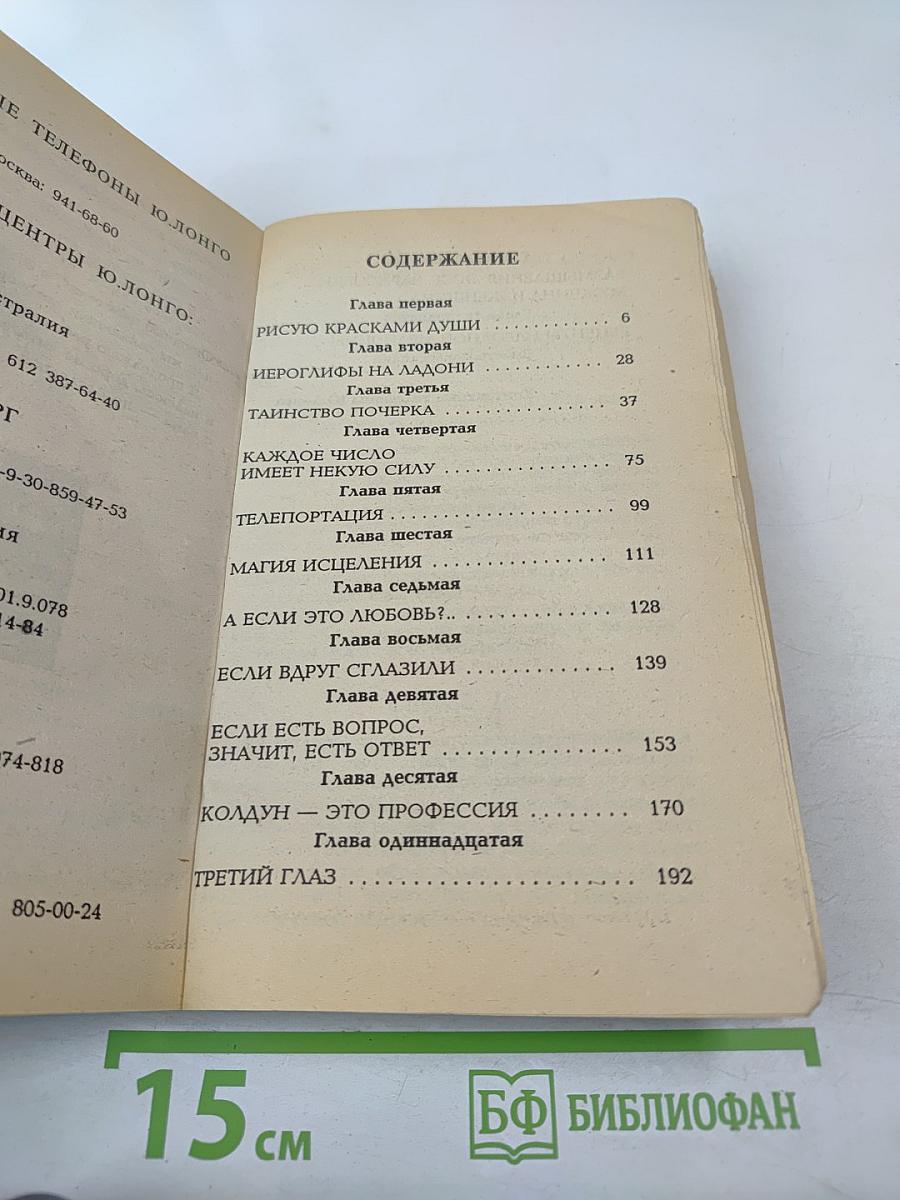 ТЕЛЕФОНЫ Ю.ЛОНГО
941-68-60
ЦЕНТРЫ Ю.ЛОНГО:
612 387-64-40
9-30-859-47-53
01.9.078
14-84
74-818
805-00-24
СОДЕРЖАНИЕ
Глава первая
РИСУЮ КРАСКАМИ ДУШИ ............ 6
Глава вторая
ИЕРОГЛИФЫ НА ЛАДОНИ ............ 28
Глава третья
ТАИНСТВО ПОЧЕРКА ................ 37
Глава четвертая
КАЖДОЕ ЧИСЛО
ИМЕЕТ НЕКУЮ СИЛУ ................ 75
Глава пятая
ТЕЛЕПОРТАЦИЯ ...................... 99
Глава шестая
МАГИЯ ИСЦЕЛЕНИЯ ................ 111
Глава седьмая
А ЕСЛИ ЭТО ЛЮБОВЬ?.. ............. 128
Глава восьмая
ЕСЛИ ВДРУГ СГЛАЗИЛИ ............. 139
Глава девятая
ЕСЛИ ЕСТЬ ВОПРОС,
ЗНАЧИТ, ЕСТЬ ОТВЕТ ............... 153
Глава десятая
КОЛДУН — ЭТО ПРОФЕССИЯ ........ 170
Глава одиннадцатая
ТРЕТИЙ ГЛАЗ ....................... 192
15 см
БФ БИБЛИОФАН